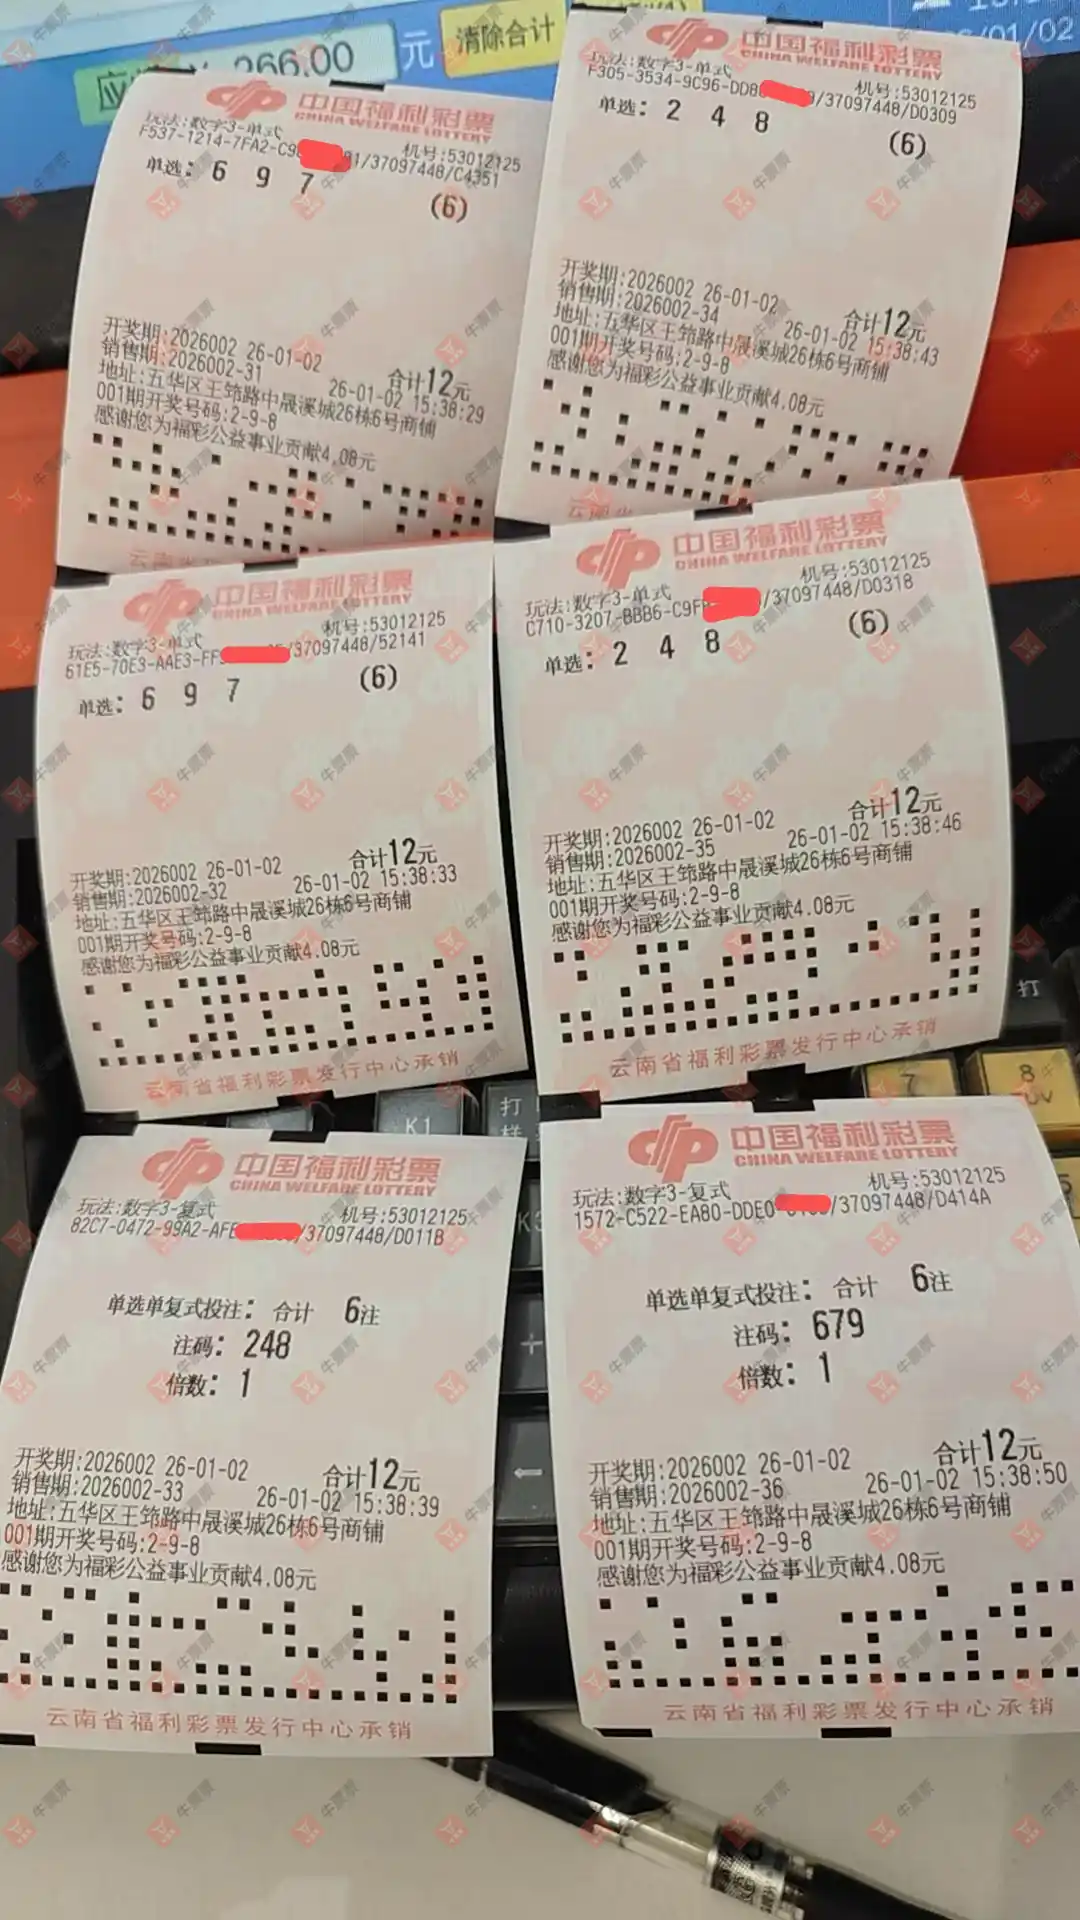 266.00 元
清除合计
/01/02
中国福利彩票
CHINA WELFARE LOTTERY
玩法:数字3-单式 机号:53012125
F537-1214-7FA2-C9 /37097448/C4351
单选: 6 9 7
(6)
开奖期:2026002 26-01-02
销售期:2026002-31 合计12元
26-01-02 15:38:29
地址:五华区王筇路中晟溪城26栋6号商铺
001期开奖号码:2-9-8
感谢您为福彩公益事业贡献4.08元
中国福利彩票
CHINA WELFARE LOTTERY
玩法:数字3-单式 机号:53012125
F305-3534-9C96-DD8 /37097448/D0309
单选: 2 4 8
(6)
开奖期:2026002 26-01-02
销售期:2026002-34 合计12元
26-01-02 15:38:43
地址:五华区王筇路中晟溪城26栋6号商铺
001期开奖号码:2-9-8
感谢您为福彩公益事业贡献4.08元
中国福利彩票
CHINA WELFARE LOTTERY
玩法:数字3-单式 机号:53012125
61E5-70E3-AAE3-FF /37097448/52141
单选: 6 9 7
(6)
开奖期:2026002 26-01-02
销售期:2026002-32 合计12元
26-01-02 15:38:33
地址:五华区王筇路中晟溪城26栋6号商铺
001期开奖号码:2-9-8
感谢您为福彩公益事业贡献4.08元
云南省福利彩票发行中心承销
中国福利彩票
CHINA WELFARE LOTTERY
玩法:数字3-单式 机号:53012125
C710-3207-BBB6-C9F /37097448/D0318
单选: 2 4 8
(6)
开奖期:2026002 26-01-02
销售期:2026002-35 合计12元
26-01-02 15:38:46
地址:五华区王筇路中晟溪城26栋6号商铺
001期开奖号码:2-9-8
感谢您为福彩公益事业贡献4.08元
云南省福利彩票发行中心承销
K1
打
7
8
打
中国福利彩票
CHINA WELFARE LOTTERY
玩法:数字3-复式 机号:53012125
82C7-0472-99A2-AFE /37097448/D011B
单选单复式投注: 合计 6注
注码: 248
倍数: 1
开奖期:2026002 26-01-02
销售期:2026002-33 合计12元
26-01-02 15:38:39
地址:五华区王筇路中晟溪城26栋6号商铺
001期开奖号码:2-9-8
感谢您为福彩公益事业贡献4.08元
云南省福利彩票发行中心承销
中国福利彩票
CHINA WELFARE LOTTERY
玩法:数字3-复式 机号:53012125
1572-C522-EA80-DDE0 /37097448/D414A
单选单复式投注: 合计 6注
注码: 679
倍数: 1
开奖期:2026002 26-01-02
销售期:2026002-36 合计12元
26-01-02 15:38:50
地址:五华区王筇路中晟溪城26栋6号商铺
001期开奖号码:2-9-8
感谢您为福彩公益事业贡献4.08元
云南省福利彩票发行中心承销
牛票票